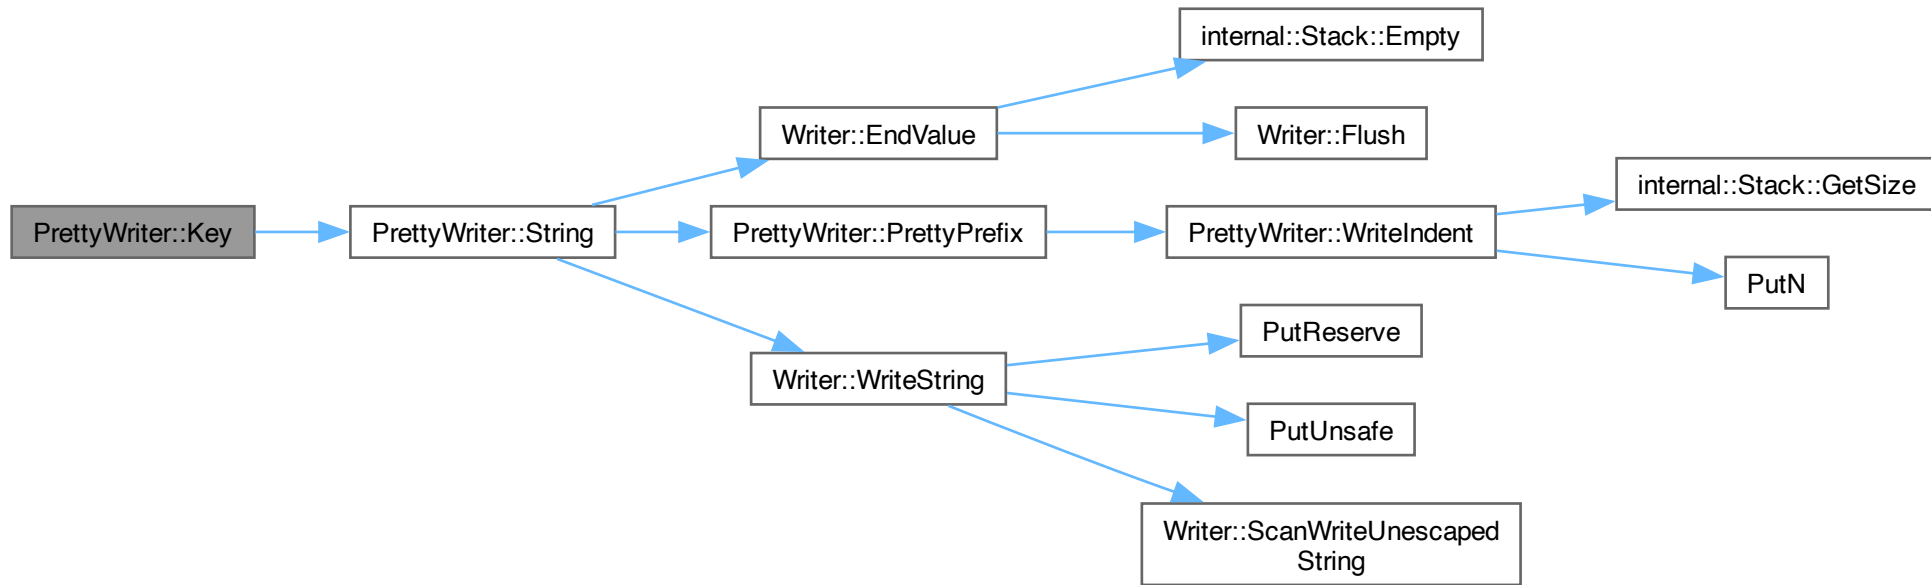 internal::Stack::Empty
Writer::EndValue
Writer::Flush
internal::Stack::GetSize
PrettyWriter::Key
PrettyWriter::String
PrettyWriter::PrettyPrefix
PrettyWriter::WriteIndent
PutN
PutReserve
Writer::WriteString
PutUnsafe
Writer::ScanWriteUnescaped
String